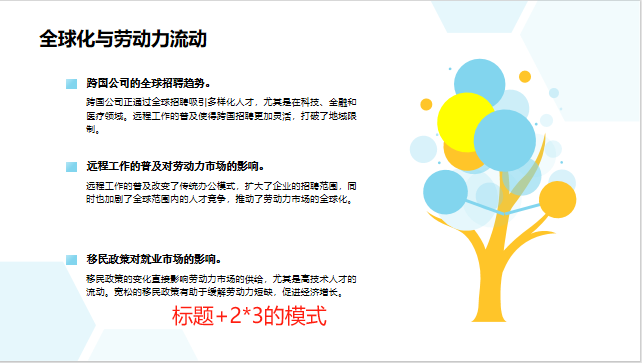 全球化与劳动力流动
跨国公司的全球招聘趋势。
跨国公司正通过全球招聘吸引多样化人才，尤其是在科技、金融和
医疗领域。远程工作的普及使得跨国招聘更加灵活，打破了地域限
制。
远程工作的普及对劳动力市场的影响。
远程工作的普及改变了传统办公模式，扩大了企业的招聘范围，同
时也加剧了全球范围内的人才竞争，推动了劳动力市场的全球化。
移民政策对就业市场的影响。
移民政策的变化直接影响劳动力市场的供给，尤其是高技术人才的
流动。宽松的移民政策有助于缓解劳动力短缺，促进经济增长。
标题+2*3的模式